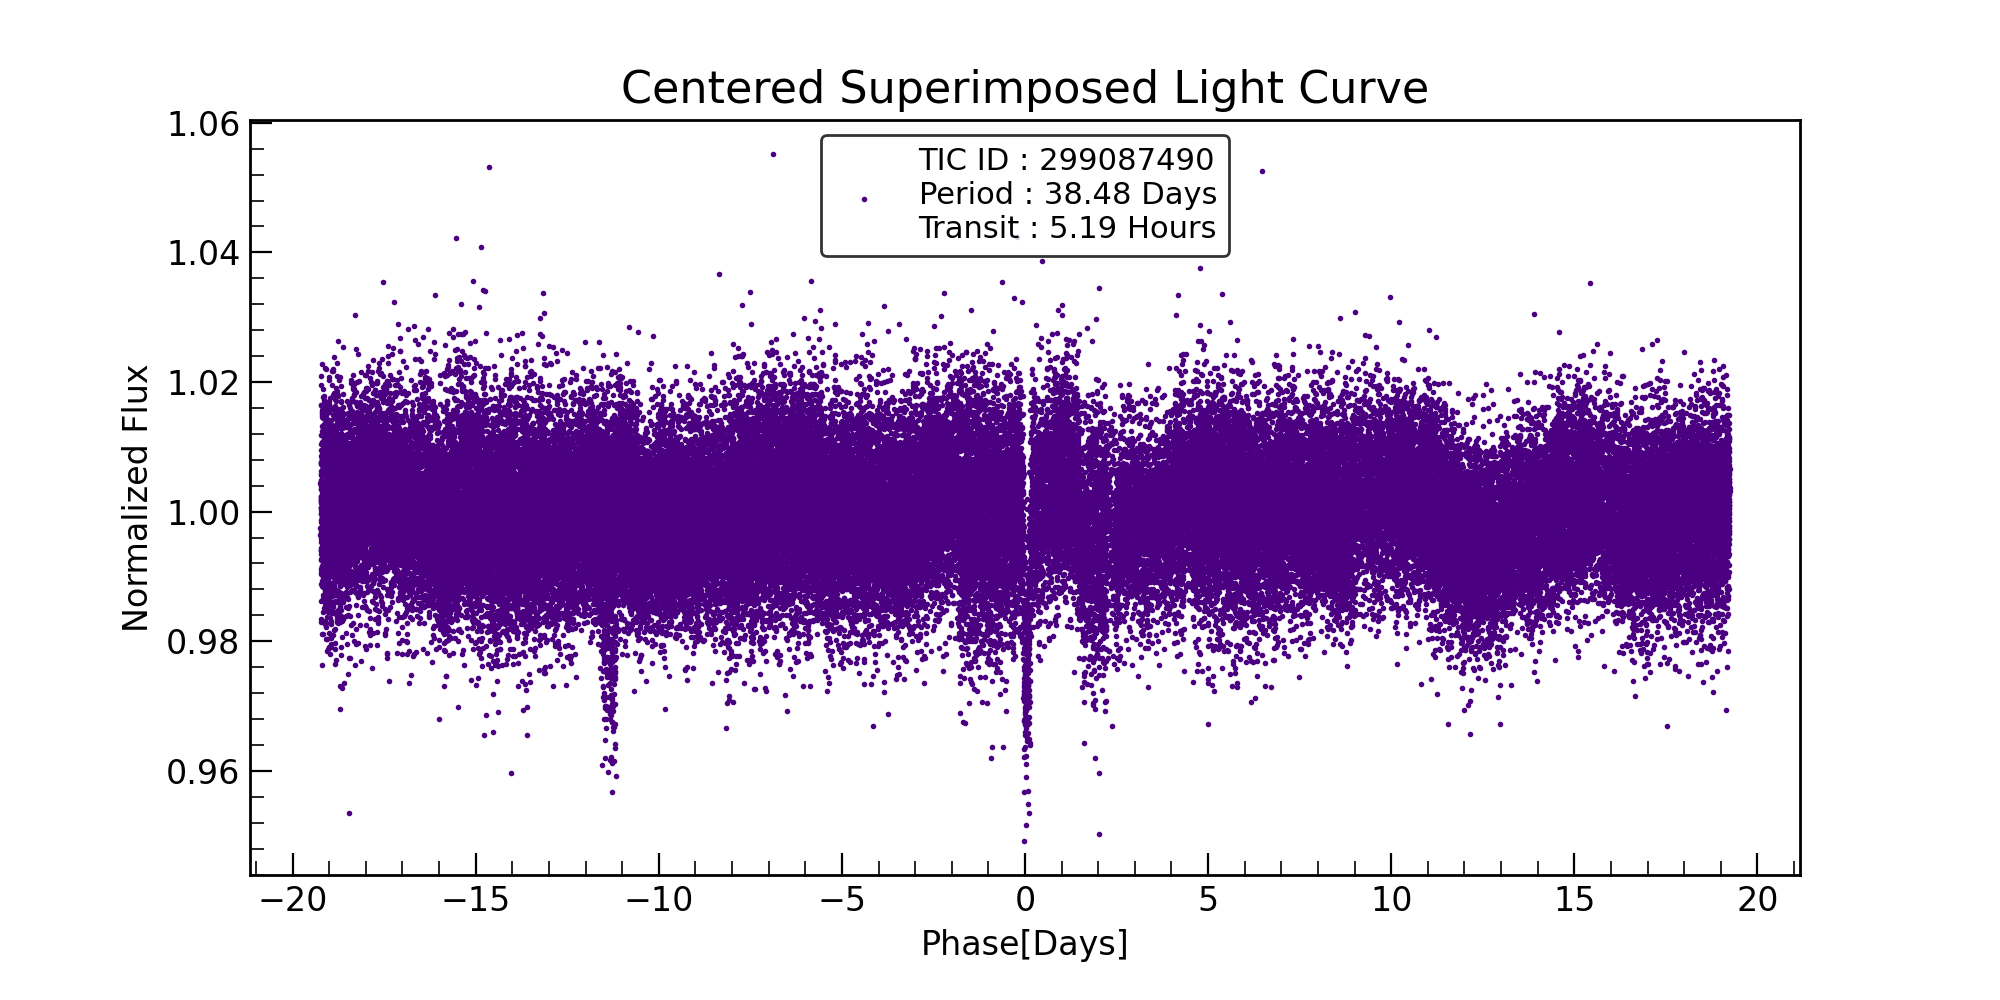 Centered Superimposed Light Curve
TIC ID : 299087490
Period : 38.48 Days
Transit : 5.19 Hours
Normalized Flux
1.06
1.04
1.02
1.00
0.98
0.96
−20 −15 −10 −5 0 5 10 15 20
Phase[Days]